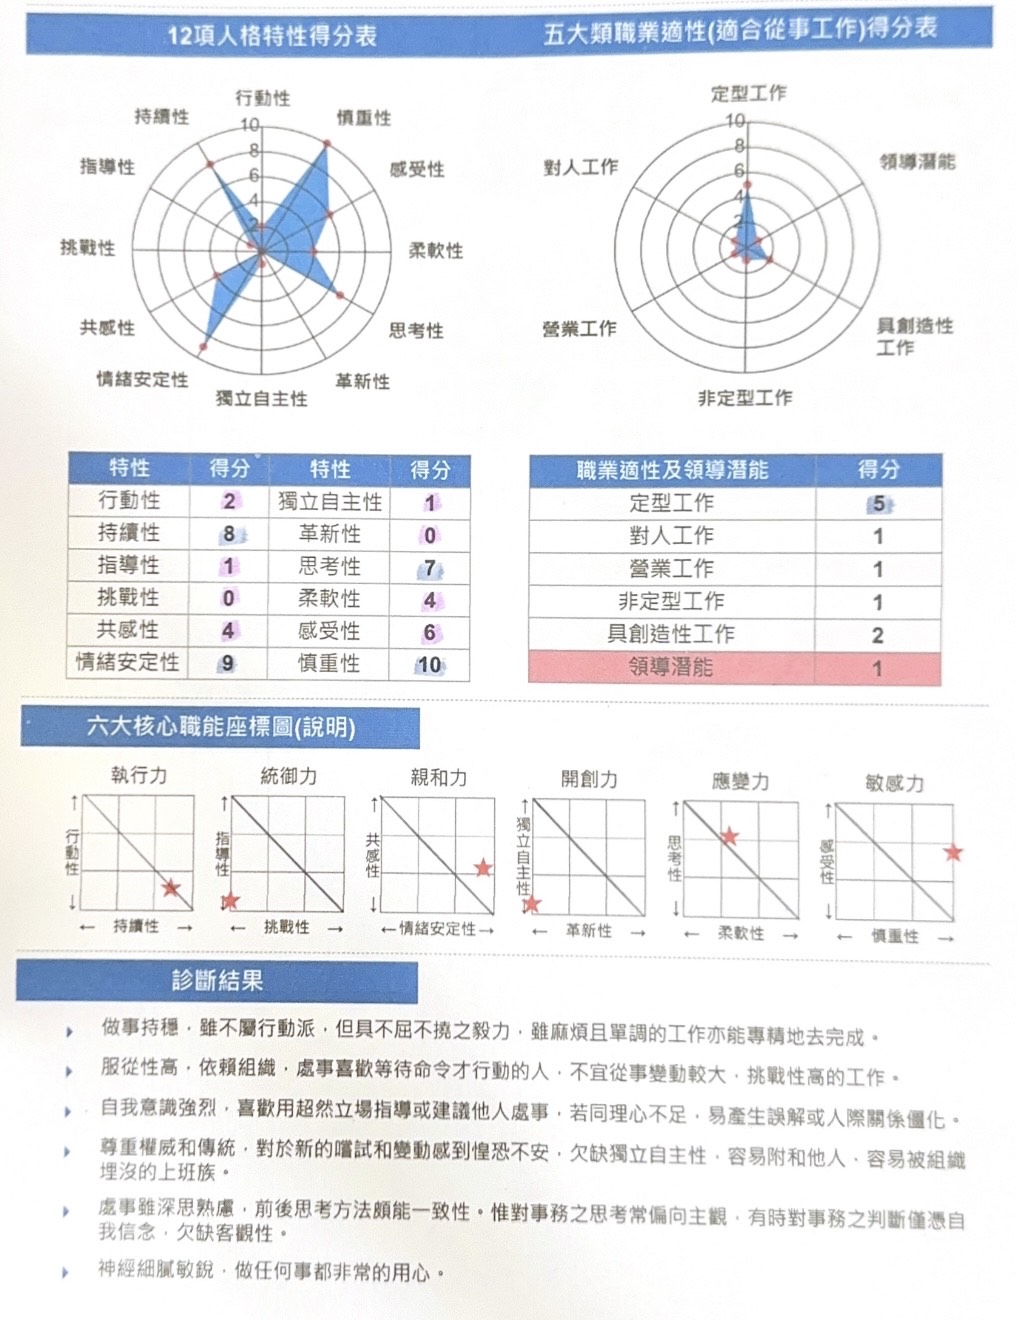 12項人格特性得分表
五大類職業適性(適合從事工作)得分表
行動性
慎重性
感受性
柔軟性
思考性
革新性
獨立自主性
情緒安定性
共感性
挑戰性
指導性
持續性
10
8
6
4
2
定型工作
領導潛能
具創造性
工作
非定型工作
營業工作
對人工作
10
8
6
4
2
特性 得分 特性 得分
行動性 2 獨立自主性 1
持續性 8 革新性 0
指導性 1 思考性 7
挑戰性 0 柔軟性 4
共感性 4 感受性 6
情緒安定性 9 慎重性 10
職業適性及領導潛能 得分
定型工作 5
對人工作 1
營業工作 1
非定型工作 1
具創造性工作 2
領導潛能 1
六大核心職能座標圖(說明)
執行力
行動性
← 持續性 →
統御力
指導性
← 挑戰性 →
親和力
共感性
←情緒安定性→
開創力
獨立自主性
← 革新性 →
應變力
思考性
← 柔軟性 →
敏感力
感受性
← 慎重性 →
診斷結果
做事持穩，雖不屬行動派，但具不屈不撓之毅力，雖麻煩且單調的工作亦能專精地去完成。
服從性高，依賴組織，處事喜歡等待命令才行動的人，不宜從事變動較大，挑戰性高的工作。
自我意識強烈，喜歡用超然立場指導或建議他人處事，若同理心不足，易產生誤解或人際關係僵化。
尊重權威和傳統，對於新的嚐試和變動感到惶恐不安，欠缺獨立自主性，容易附和他人、容易被組織
埋沒的上班族。
處事雖深思熟慮，前後思考方法頗能一致性。惟對事務之思考常偏向主觀，有時對事務之判斷僅憑自
我信念，欠缺客觀性。
神經細膩敏銳，做任何事都非常的用心。